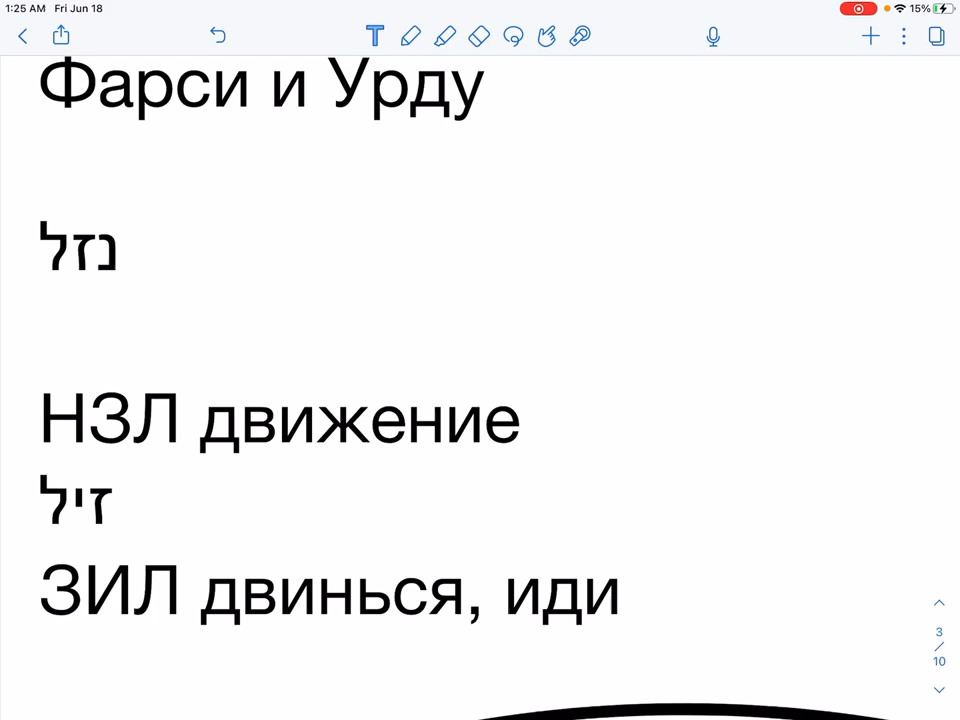 1:25 AM Fri Jun 18
15%
T
Фарси и Урду
נזל
НЗЛ движение
זיל
ЗИЛ двинься, иди
3
/
10